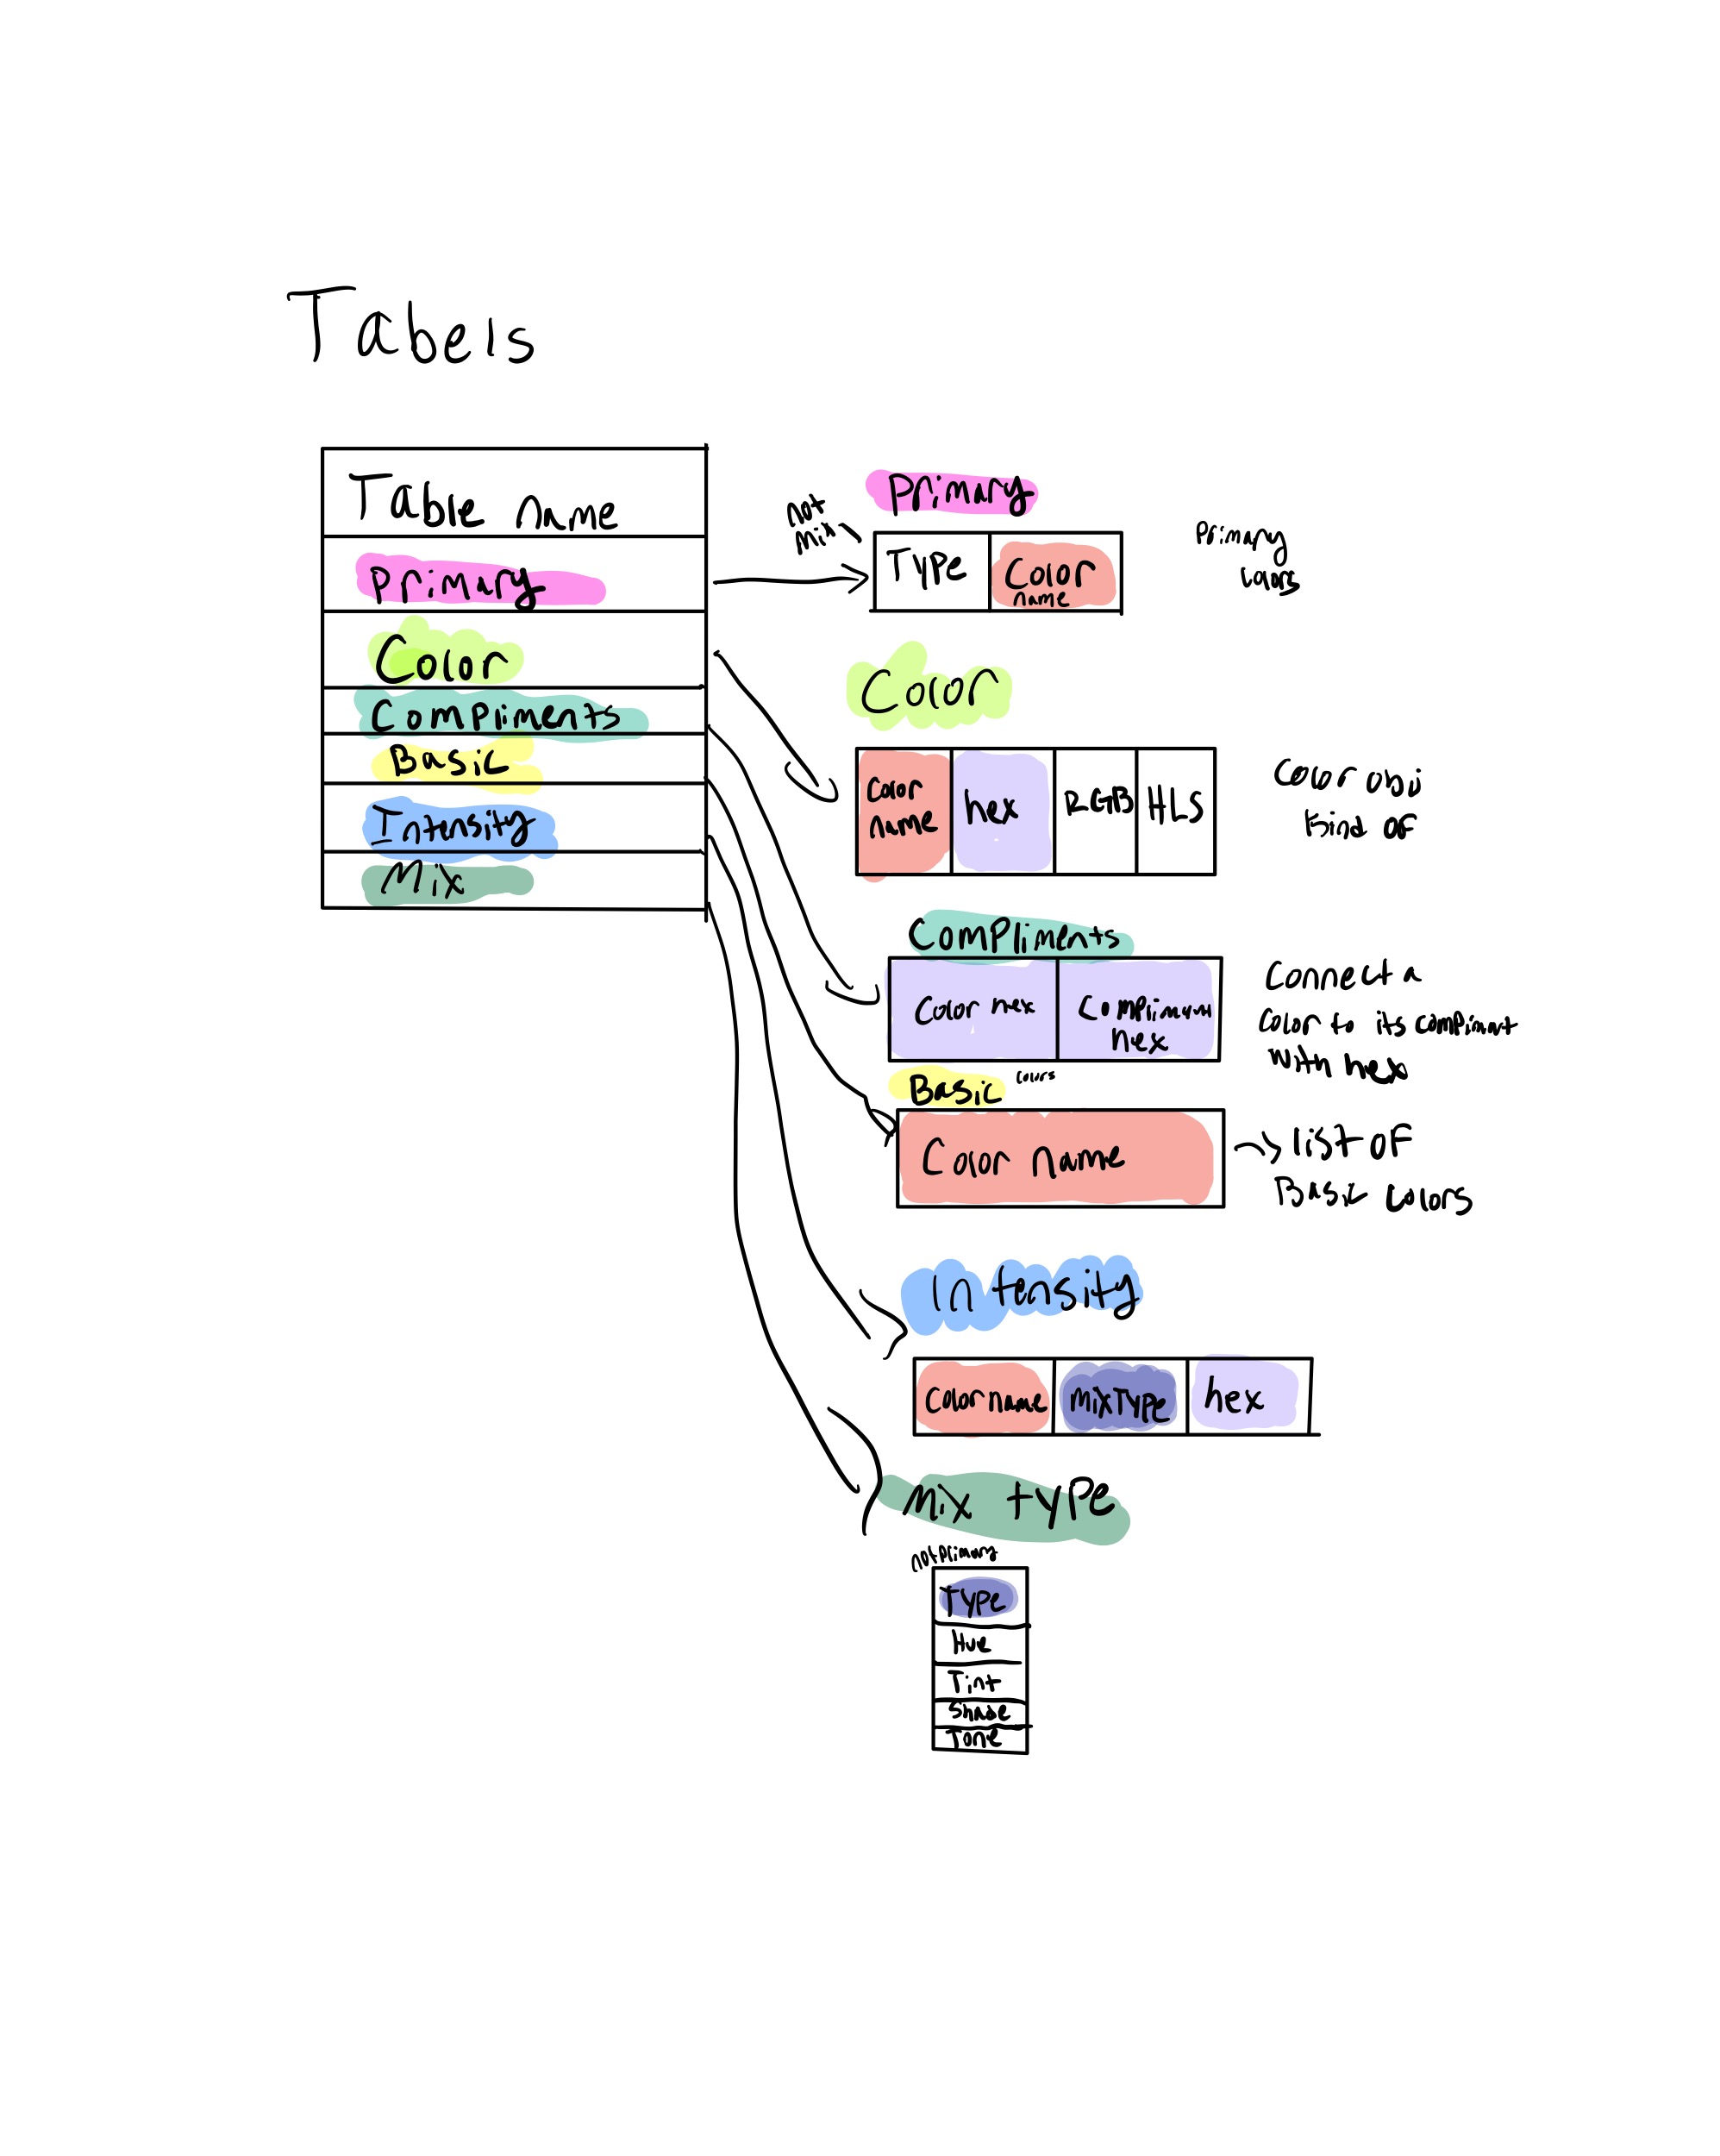 Tabels
Table name
Primary
Color
Compliments
Basic
Intensity
Mix
not
mix
Primary
Type
Color
name
Primary
Colors
Color
Color
name
hex
RGB
HLS
Color obj
kind of
Compliments
Color hex
Compliment
hex
Connect a
color to its compliment
with hex
Basic colors
Color name
list of
Basic colors
Intensity
Color name
mixType
hex
Mix type
not primary
Type
Hue
Tint
Shade
Tone